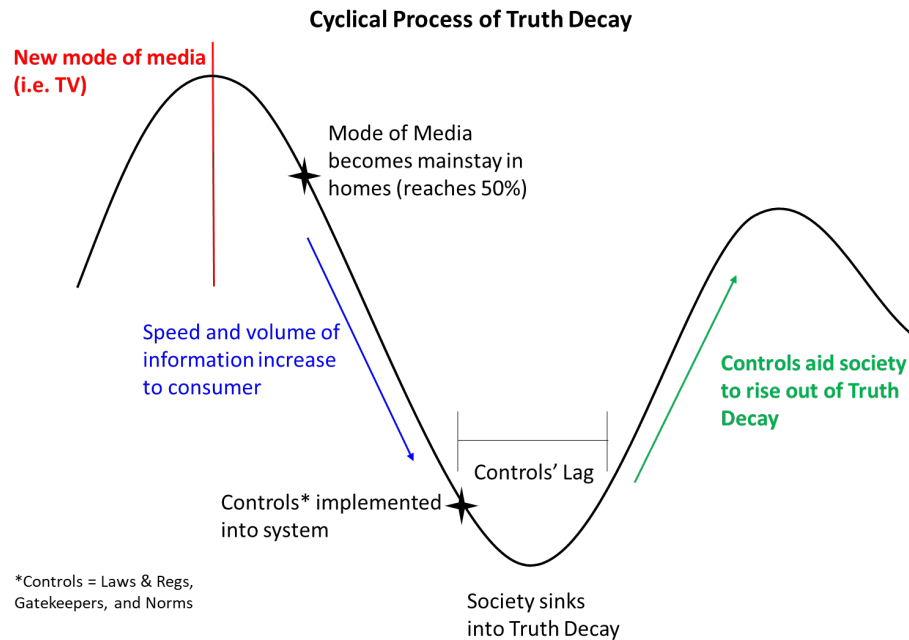 Cyclical Process of Truth Decay
New mode of media
(i.e. TV)
Mode of Media
becomes mainstay in
homes (reaches 50%)
Speed and volume of
information increase
to consumer
Controls aid society
to rise out of Truth
Decay
Controls' Lag
Controls* implemented
into system
*Controls = Laws & Regs,
Gatekeepers, and Norms
Society sinks
into Truth Decay